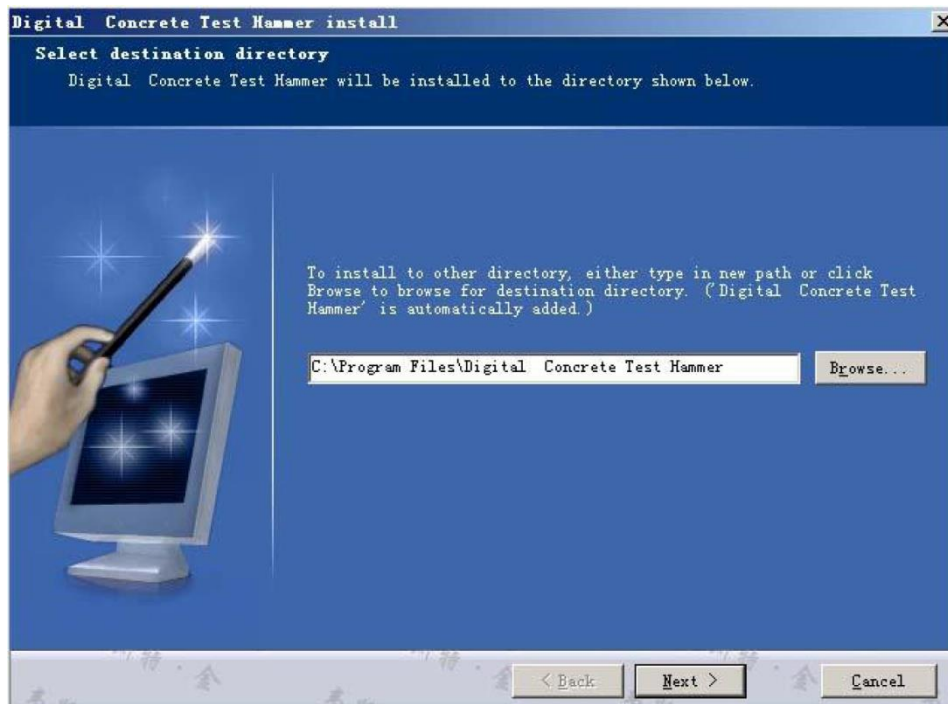 Digital  Concrete Test Hammer install
Select destination directory
Digital  Concrete Test Hammer will be installed to the directory shown below.
To install to other directory, either type in new path or click
Browse to browse for destination directory. ('Digital  Concrete Test
Hammer' is automatically added.)
C:\Program Files\Digital  Concrete Test Hammer
Browse...
< Back
Next >
Cancel